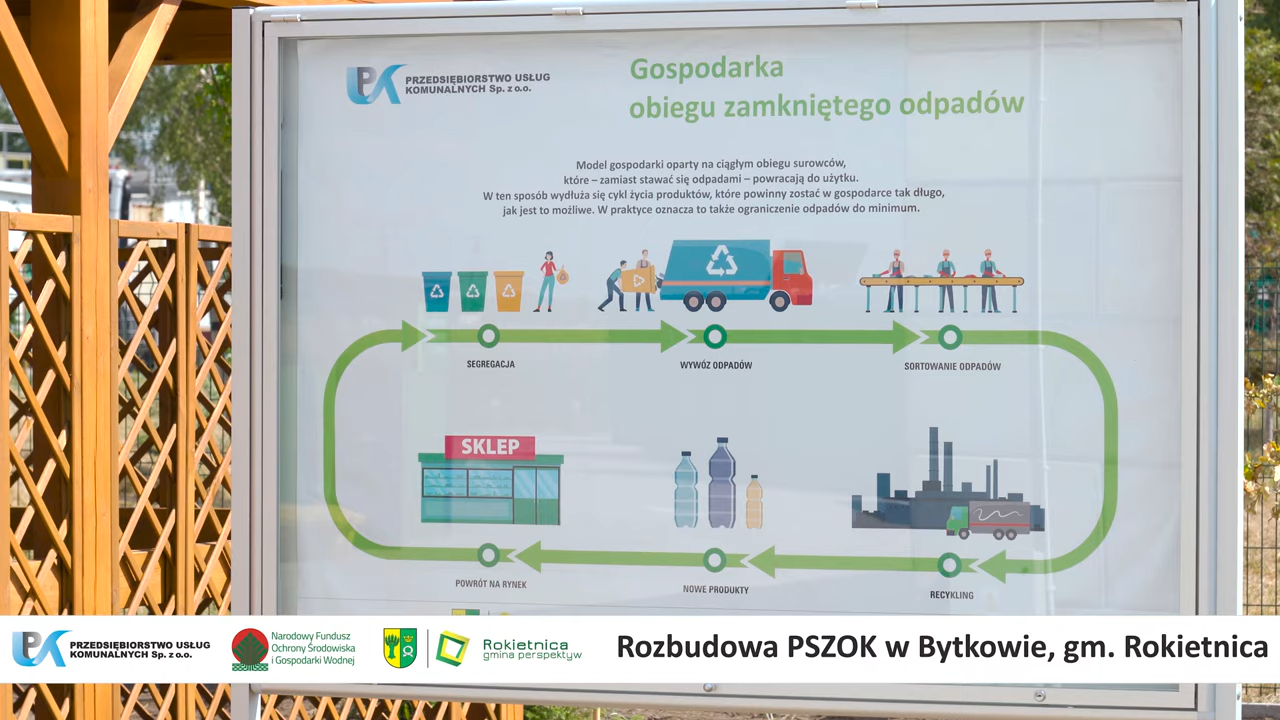 UPK PRZEDSIĘBIORSTWO USŁUG
KOMUNALNYCH Sp. z o.o.
Gospodarka
obiegu zamkniętego odpadów
Model gospodarki oparty na ciągłym obiegu surowców,
które – zamiast stawać się odpadami – powracają do użytku.
W ten sposób wydłuża się cykl życia produktów, które powinny zostać w gospodarce tak długo,
jak jest to możliwe. W praktyce oznacza to także ograniczenie odpadów do minimum.
SEGREGACJA
WYWÓZ ODPADÓW
SORTOWANIE ODPADÓW
SKLEP
POWRÓT NA RYNEK
NOWE PRODUKTY
RECYKLING
UPK PRZEDSIĘBIORSTWO USŁUG
KOMUNALNYCH Sp. z o.o.
Narodowy Fundusz
Ochrony Środowiska
i Gospodarki Wodnej
Rokietnica
gmina perspektyw
Rozbudowa PSZOK w Bytkowie, gm. Rokietnica